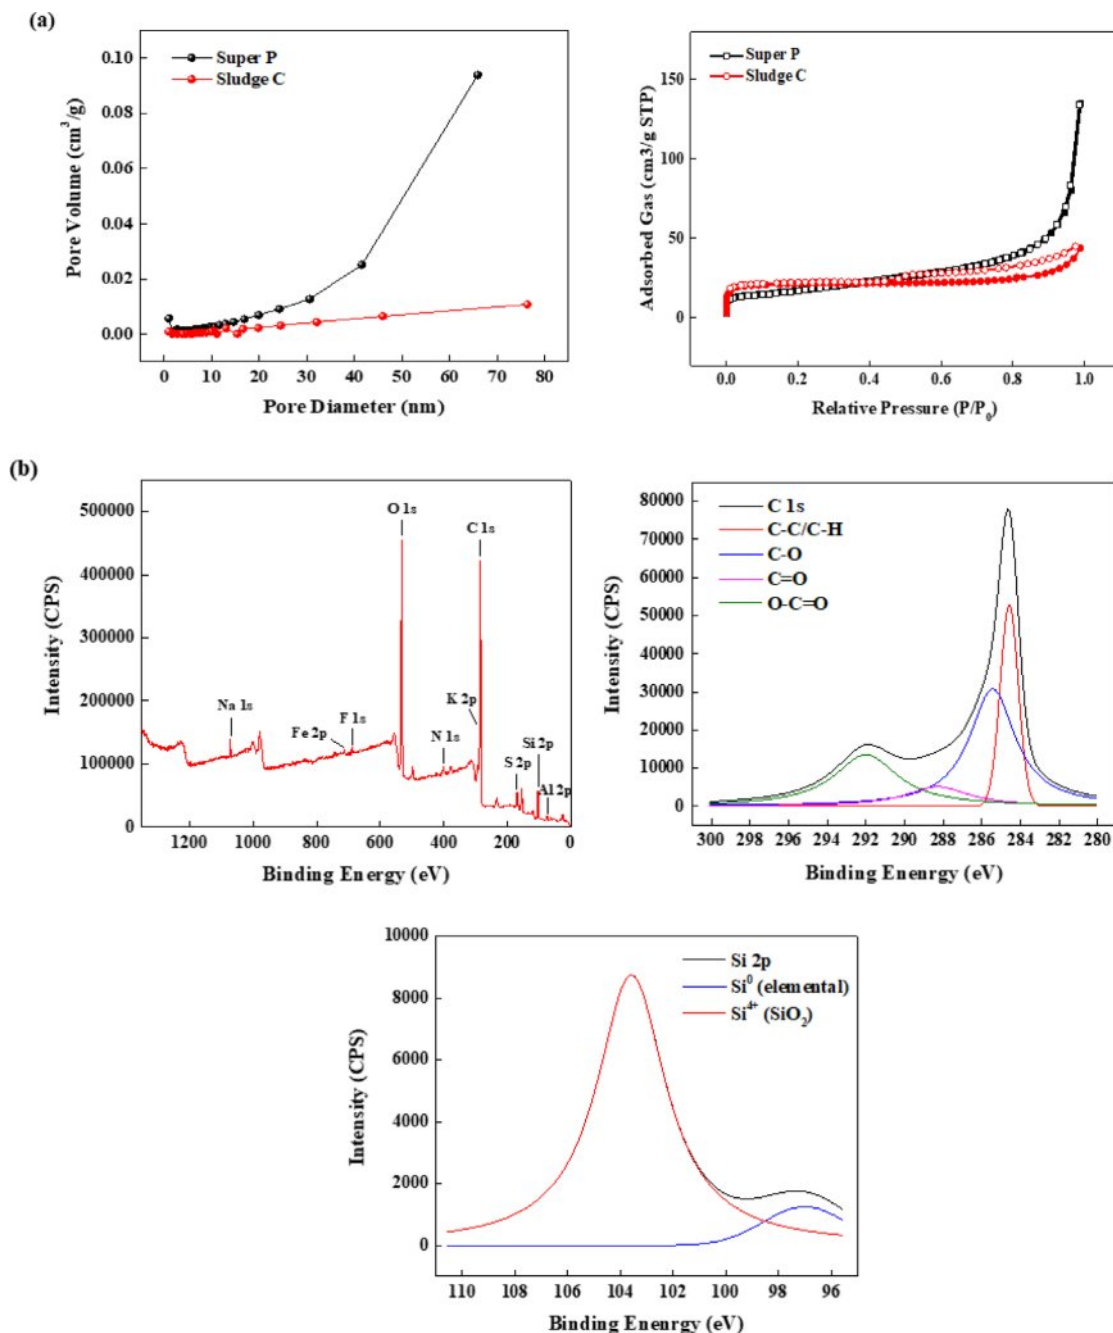 (a)
Super P
Sludge C
0.10
0.08
0.06
0.04
0.02
0.00
Pore Volume (cm³/g)
0 10 20 30 40 50 60 70 80
Pore Diameter (nm)
Super P
Sludge C
150
100
50
0
Adsorbed Gas (cm3/g STP)
0.0 0.2 0.4 0.6 0.8 1.0
Relative Pressure (P/P₀)
(b)
500000
400000
300000
200000
100000
0
Intensity (CPS)
O 1s
C 1s
K 2p
Na 1s
Fe 2p
F 1s
N 1s
S 2p
Si 2p
Al 2p
1200 1000 800 600 400 200 0
Binding Energy (eV)
C 1s
C-C/C-H
C-O
C=O
O-C=O
80000
70000
60000
50000
40000
30000
20000
10000
0
Intensity (CPS)
300 298 296 294 292 290 288 286 284 282 280
Binding Enenrgy (eV)
Si 2p
Si⁰ (elemental)
Si⁴⁺ (SiO₂)
10000
8000
6000
4000
2000
0
Intensity (CPS)
110 108 106 104 102 100 98 96
Binding Enenrgy (eV)